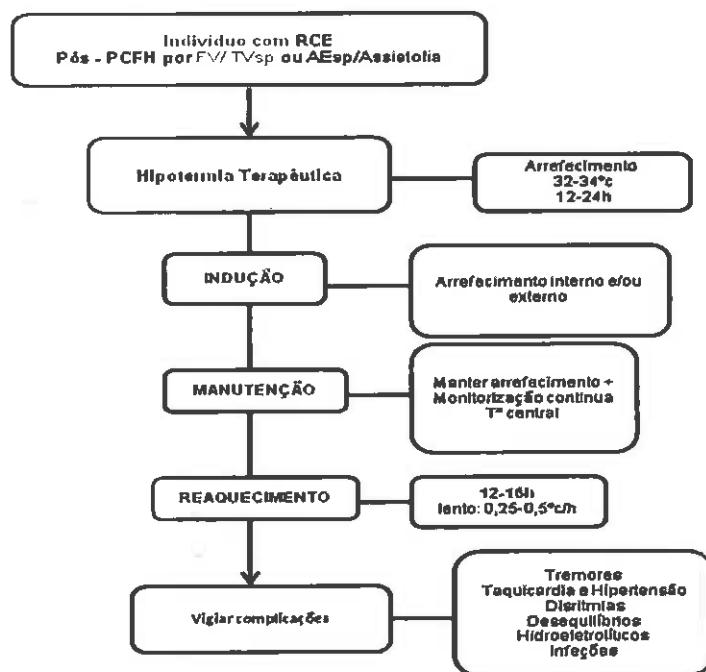 Indivíduo com RCE
Pós - PCFH por FV/ TVsp ou AEsp/Assistolia
Hipotermia Terapêutica
Arrefecimento
32-34ºc
12-24h
INDUÇÃO
Arrefecimento interno e/ou
externo
MANUTENÇÃO
Manter arrefecimento +
Monitorização continua
Tª central
REAQUECIMENTO
12-16h
lento: 0,25-0,5ºc/h
Vigiar complicações
Tremores
Taquicardia e Hipertensão
Disritmias
Desequilíbrios
Hidroeletrolíticos
Infeções